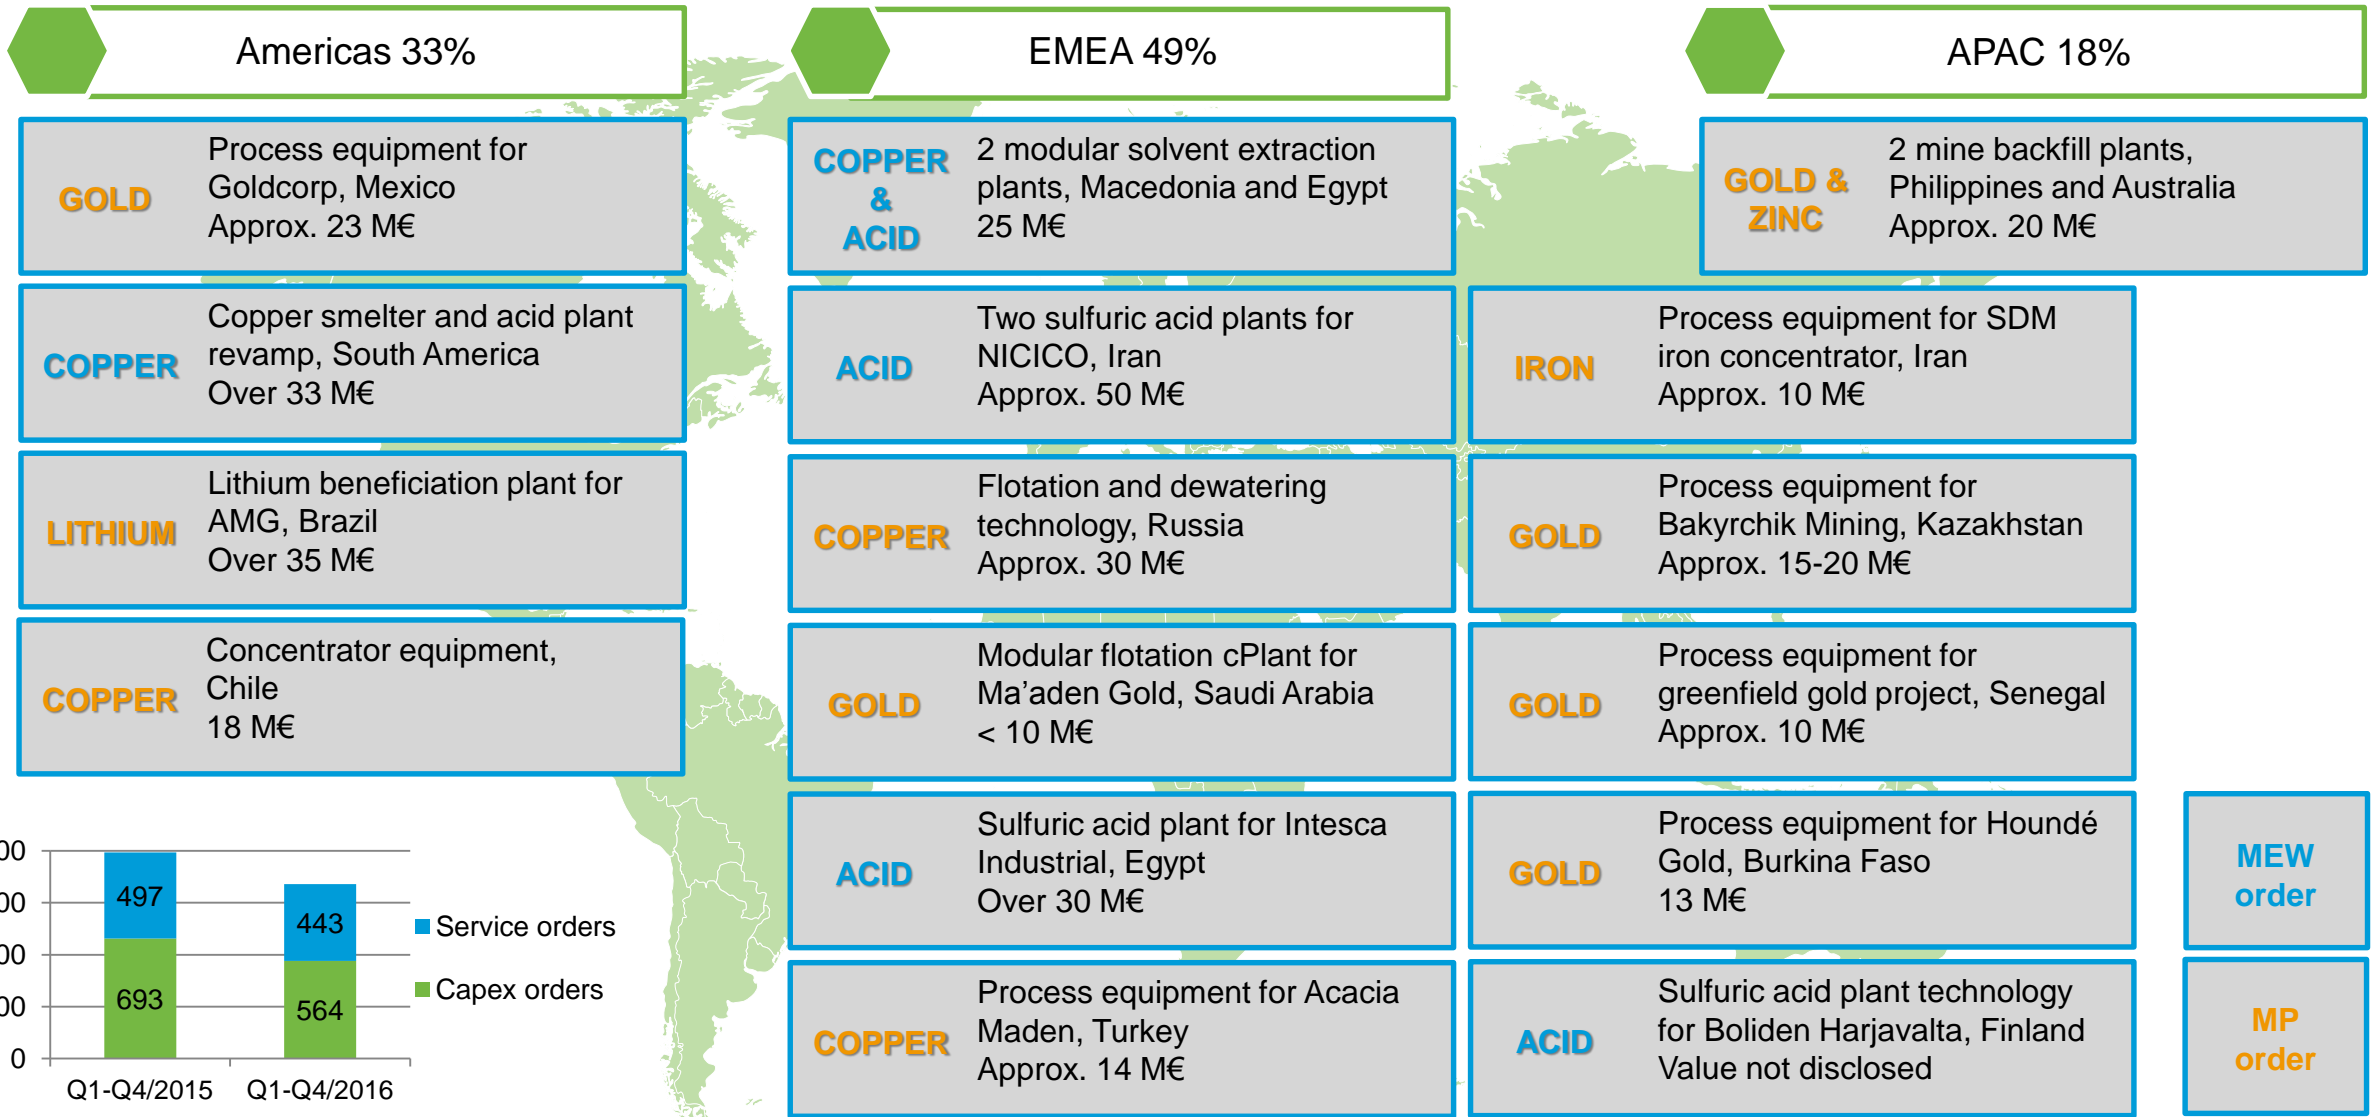 Americas 33%
GOLD
Process equipment for
Goldcorp, Mexico
Approx. 23 M€
COPPER
Copper smelter and acid plant
revamp, South America
Over 33 M€
LITHIUM
Lithium beneficiation plant for
AMG, Brazil
Over 35 M€
COPPER
Concentrator equipment,
Chile
18 M€
EMEA 49%
COPPER
&
ACID
2 modular solvent extraction
plants, Macedonia and Egypt
25 M€
ACID
Two sulfuric acid plants for
NICICO, Iran
Approx. 50 M€
COPPER
Flotation and dewatering
technology, Russia
Approx. 30 M€
GOLD
Modular flotation cPlant for
Ma’aden Gold, Saudi Arabia
< 10 M€
ACID
Sulfuric acid plant for Intesca
Industrial, Egypt
Over 30 M€
COPPER
Process equipment for Acacia
Maden, Turkey
Approx. 14 M€
IRON
Process equipment for SDM
iron concentrator, Iran
Approx. 10 M€
GOLD
Process equipment for
Bakyrchik Mining, Kazakhstan
Approx. 15-20 M€
GOLD
Process equipment for
greenfield gold project, Senegal
Approx. 10 M€
GOLD
Process equipment for Houndé
Gold, Burkina Faso
13 M€
ACID
Sulfuric acid plant technology
for Boliden Harjavalta, Finland
Value not disclosed
APAC 18%
GOLD &
ZINC
2 mine backfill plants,
Philippines and Australia
Approx. 20 M€
MEW
order
MP
order
00
00
00
00
0
497
693
443
564
Q1-Q4/2015
Q1-Q4/2016
Service orders
Capex orders